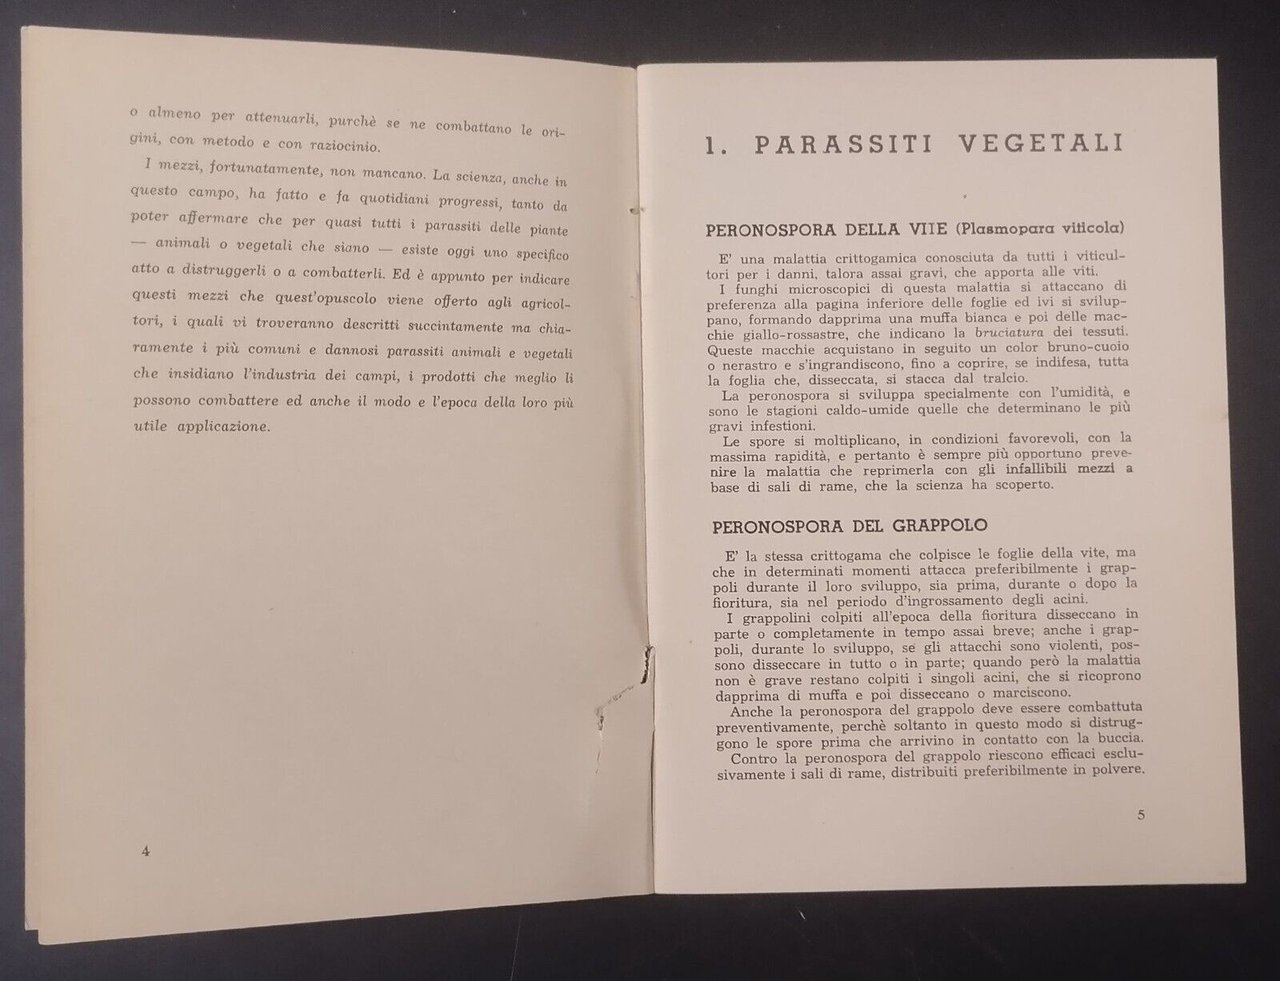 o almeno per attenuarli, purchè se ne combattano le ori-
gini, con metodo e con raziocinio.
I mezzi, fortunatamente, non mancano. La scienza, anche in
questo campo, ha fatto e fa quotidiani progressi, tanto da
poter affermare che per quasi tutti i parassiti delle piante
— animali o vegetali che siano — esiste oggi uno specifico
atto a distruggerli o a combatterli. Ed è appunto per indicare
questi mezzi che quest'opuscolo viene offerto agli agricol-
tori, i quali vi troveranno descritti succintamente ma chia-
ramente i più comuni e dannosi parassiti animali e vegetali
che insidiano l'industria dei campi, i prodotti che meglio li
possono combattere ed anche il modo e l'epoca della loro più
utile applicazione.
4
1. PARASSITI VEGETALI
PERONOSPORA DELLA VITE (Plasmopara viticola)
E' una malattia crittogamica conosciuta da tutti i viticul-
tori per i danni, talora assai gravi, che apporta alle viti.
I funghi microscopici di questa malattia si attaccano di
preferenza alla pagina inferiore delle foglie ed ivi si svilup-
pano, formando dapprima una muffa bianca e poi delle mac-
chie giallo-rossastre, che indicano la bruciatura dei tessuti.
Queste macchie acquistano in seguito un color bruno-cuoio
o nerastro e s'ingrandiscono, fino a coprire, se indifesa, tutta
la foglia che, disseccata, si stacca dal tralcio.
La peronospora si sviluppa specialmente con l'umidità, e
sono le stagioni caldo-umide quelle che determinano le più
gravi infestioni.
Le spore si moltiplicano, in condizioni favorevoli, con la
massima rapidità, e pertanto è sempre più opportuno preve-
nire la malattia che reprimerla con gli infallibili mezzi a
base di sali di rame, che la scienza ha scoperto.
PERONOSPORA DEL GRAPPOLO
E' la stessa crittogama che colpisce le foglie della vite, ma
che in determinati momenti attacca preferibilmente i grap-
poli durante il loro sviluppo, sia prima, durante o dopo la
fioritura, sia nel periodo d'ingrossamento degli acini.
I grappolini colpiti all'epoca della fioritura disseccano in
parte o completamente in tempo assai breve; anche i grap-
poli, durante lo sviluppo, se gli attacchi sono violenti, pos-
sono disseccare in tutto o in parte; quando però la malattia
non è grave restano colpiti i singoli acini, che si ricoprono
dapprima di muffa e poi disseccano o marciscono.
Anche la peronospora del grappolo deve essere combattuta
preventivamente, perchè soltanto in questo modo si distrug-
gono le spore prima che arrivino in contatto con la buccia.
Contro la peronospora del grappolo riescono efficaci esclu-
sivamente i sali di rame, distribuiti preferibilmente in polvere.
5